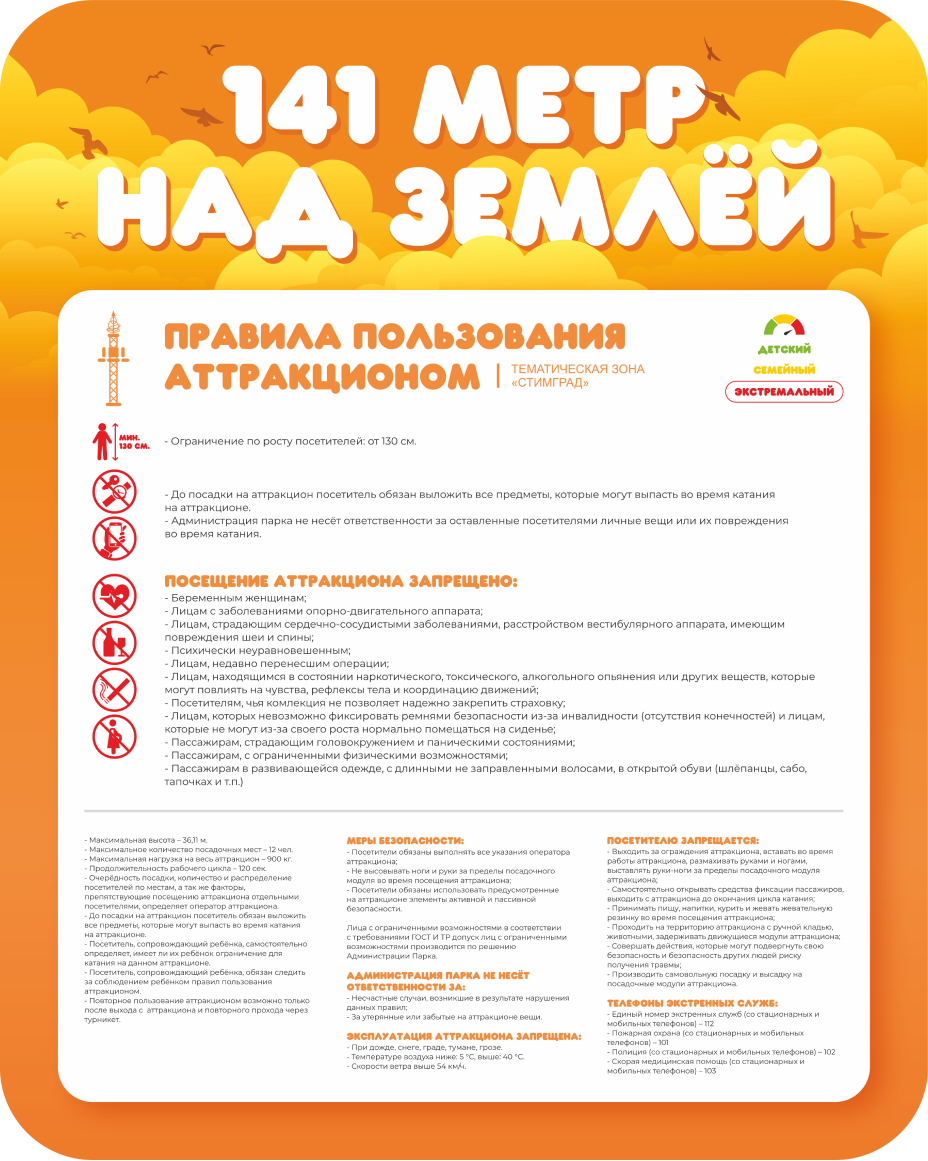 141 МЕТР
НАД ЗЕМЛЁЙ
ПРАВИЛА ПОЛЬЗОВАНИЯ
АТТРАКЦИОНОМ
ТЕМАТИЧЕСКАЯ ЗОНА
«СТИМГРАД»
ДЕТСКИЙ
СЕМЕЙНЫЙ
ЭКСТРЕМАЛЬНЫЙ
МИН.
130 СМ.
- Ограничение по росту посетителей: от 130 см.
- До посадки на аттракцион посетитель обязан выложить все предметы, которые могут выпасть во время катания
на аттракционе.
- Администрация парка не несёт ответственности за оставленные посетителями личные вещи или их повреждения
во время катания.
ПОСЕЩЕНИЕ АТТРАКЦИОНА ЗАПРЕЩЕНО:
- Беременным женщинам;
- Лицам с заболеваниями опорно-двигательного аппарата;
- Лицам, страдающим сердечно-сосудистыми заболеваниями, расстройством вестибулярного аппарата, имеющим
повреждения шеи и спины;
- Психически неуравновешенным;
- Лицам, недавно перенесшим операции;
- Лицам, находящимся в состоянии наркотического, токсического, алкогольного опьянения или других веществ, которые
могут повлиять на чувства, рефлексы тела и координацию движений;
- Посетителям, чья комлекция не позволяет надежно закрепить страховку;
- Лицам, которых невозможно фиксировать ремнями безопасности из-за инвалидности (отсутствия конечностей) и лицам,
которые не могут из-за своего роста нормально помещаться на сиденье;
- Пассажирам, страдающим головокружением и паническими состояниями;
- Пассажирам, с ограниченными физическими возможностями;
- Пассажирам в развивающейся одежде, с длинными не заправленными волосами, в открытой обуви (шлёпанцы, сабо,
тапочках и т.п.)
- Максимальная высота – 36,11 м.
- Максимальное количество посадочных мест – 12 чел.
- Максимальная нагрузка на весь аттракцион – 900 кг.
- Продолжительность рабочего цикла – 120 сек.
- Очерёдность посадки, количество и распределение
посетителей по местам, а так же факторы,
препятствующие посещению аттракциона отдельными
посетителями, определяет оператор аттракциона.
- До посадки на аттракцион посетитель обязан выложить
все предметы, которые могут выпасть во время катания
на аттракционе.
- Посетитель, сопровождающий ребёнка, самостоятельно
определяет, имеет ли их ребёнок ограничение для
катания на данном аттракционе.
- Посетитель, сопровождающий ребёнка, обязан следить
за соблюдением ребёнком правил пользования
аттракционом.
- Повторное пользование аттракционом возможно только
после выхода с аттракциона и повторного прохода через
турникет.
МЕРЫ БЕЗОПАСНОСТИ:
- Посетители обязаны выполнять все указания оператора
аттракциона;
- Не высовывать ноги и руки за пределы посадочного
модуля во время посещения аттракциона;
- Посетители обязаны использовать предусмотренные
на аттракционе элементы активной и пассивной
безопасности.
Лица с ограниченными возможностями в соответствии
с требованиями ГОСТ И ТР допуск лиц с ограниченными
возможностями производится по решению
Администрации Парка.
АДМИНИСТРАЦИЯ ПАРКА НЕ НЕСЁТ
ОТВЕТСТВЕННОСТИ ЗА:
- Несчастные случаи, возникшие в результате нарушения
данных правил;
- За утерянные или забытые на аттракционе вещи.
ЭКСПЛУАТАЦИЯ АТТРАКЦИОНА ЗАПРЕЩЕНА:
- При дожде, снеге, граде, тумане, грозе.
- Температуре воздуха ниже: 5 °С, выше: 40 °С.
- Скорости ветра выше 54 км/ч.
ПОСЕТИТЕЛЮ ЗАПРЕЩАЕТСЯ:
- Выходить за ограждения аттракциона, вставать во время
работы аттракциона, размахивать руками и ногами,
выставлять руки-ноги за пределы посадочного модуля
аттракциона;
- Самостоятельно открывать средства фиксации пассажиров,
выходить с аттракциона до окончания цикла катания;
- Принимать пищу, напитки, курить и жевать жевательную
резинку во время посещения аттракциона;
- Проходить на территорию аттракциона с ручной кладью,
животными, задерживать движущиеся модули аттракциона;
- Совершать действия, которые могут подвергнуть свою
безопасность и безопасность других людей риску
получения травмы;
- Производить самовольную посадку и высадку на
посадочные модули аттракциона.
ТЕЛЕФОНЫ ЭКСТРЕННЫХ СЛУЖБ:
- Единый номер экстренных служб (со стационарных и
мобильных телефонов) – 112
- Пожарная охрана (со стационарных и мобильных
телефонов) – 101
- Полиция (со стационарных и мобильных телефонов) – 102
- Скорая медицинская помощь (со стационарных и
мобильных телефонов) – 103